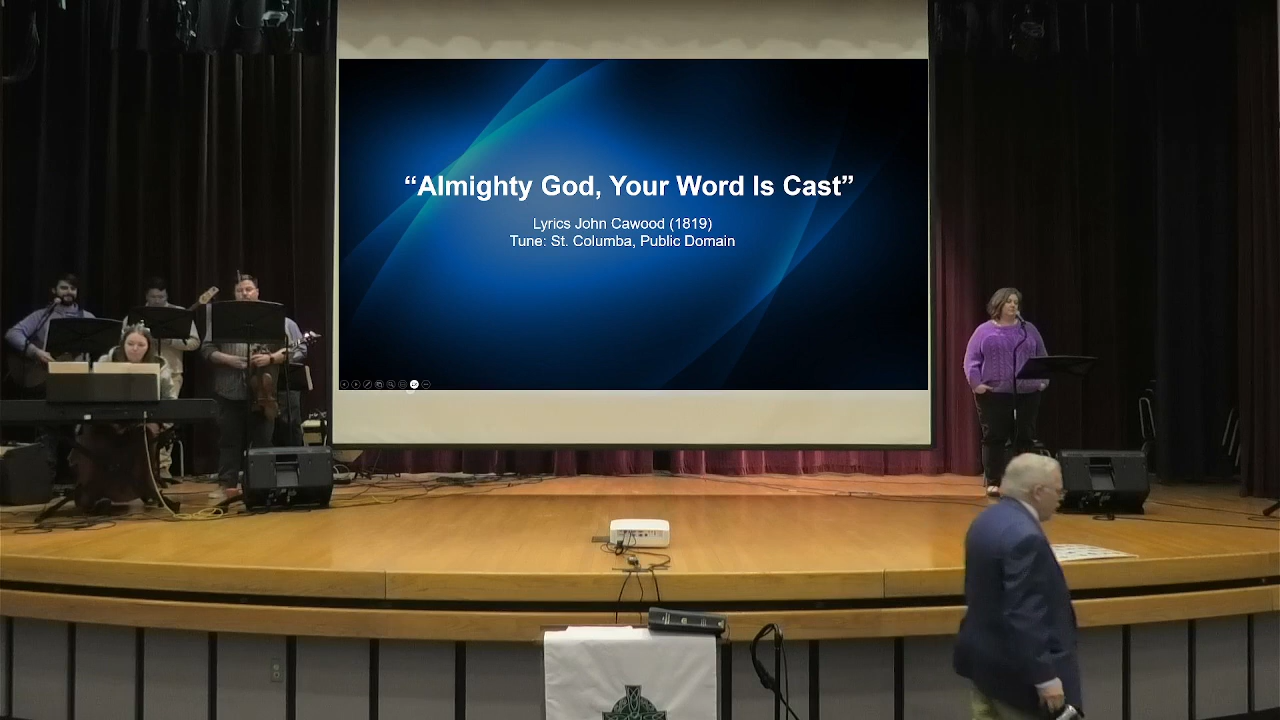 “Almighty God, Your Word Is Cast”
Lyrics John Cawood (1819)
Tune: St. Columba, Public Domain